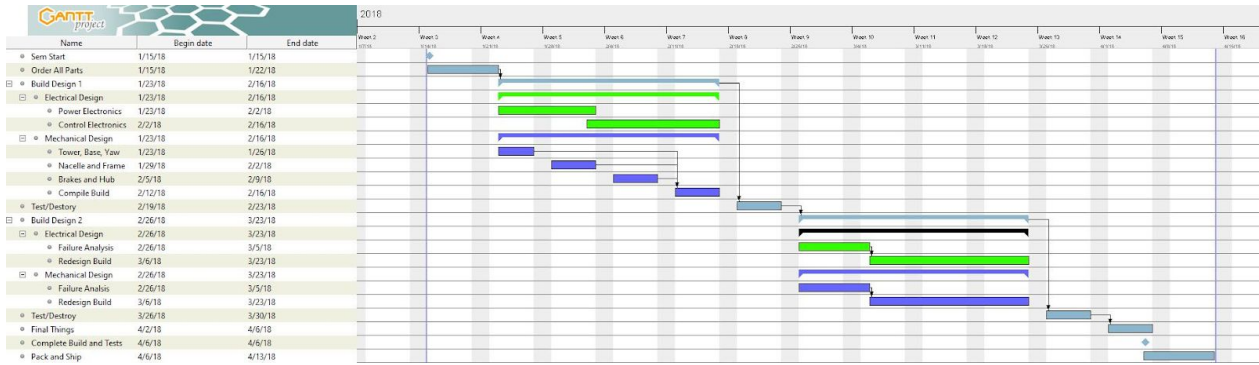 GANTT
project
2018
Name Begin date End date
Week 2 Week 3 Week 4 Week 5 Week 6 Week 7 Week 8 Week 9 Week 10 Week 11 Week 12 Week 13 Week 14 Week 15 Week 16
Sem Start 1/15/18 1/15/18
Order All Parts 1/15/18 1/22/18
Build Design 1 1/23/18 2/16/18
Electrical Design 1/23/18 2/16/18
Power Electronics 1/23/18 2/2/18
Control Electronics 2/2/18 2/16/18
Mechanical Design 1/23/18 2/16/18
Tower, Base, Yaw 1/23/18 1/26/18
Nacelle and Frame 1/29/18 2/2/18
Brakes and Hub 2/5/18 2/9/18
Compile Build 2/12/18 2/16/18
Test/Destory 2/19/18 2/23/18
Build Design 2 2/26/18 3/23/18
Electrical Design 2/26/18 3/23/18
Failure Analysis 2/26/18 3/5/18
Redesign Build 3/6/18 3/23/18
Mechanical Design 2/26/18 3/23/18
Failure Analsis 2/26/18 3/5/18
Redesign Build 3/6/18 3/23/18
Test/Destroy 3/26/18 3/30/18
Final Things 4/2/18 4/6/18
Complete Build and Tests 4/6/18 4/6/18
Pack and Ship 4/6/18 4/13/18